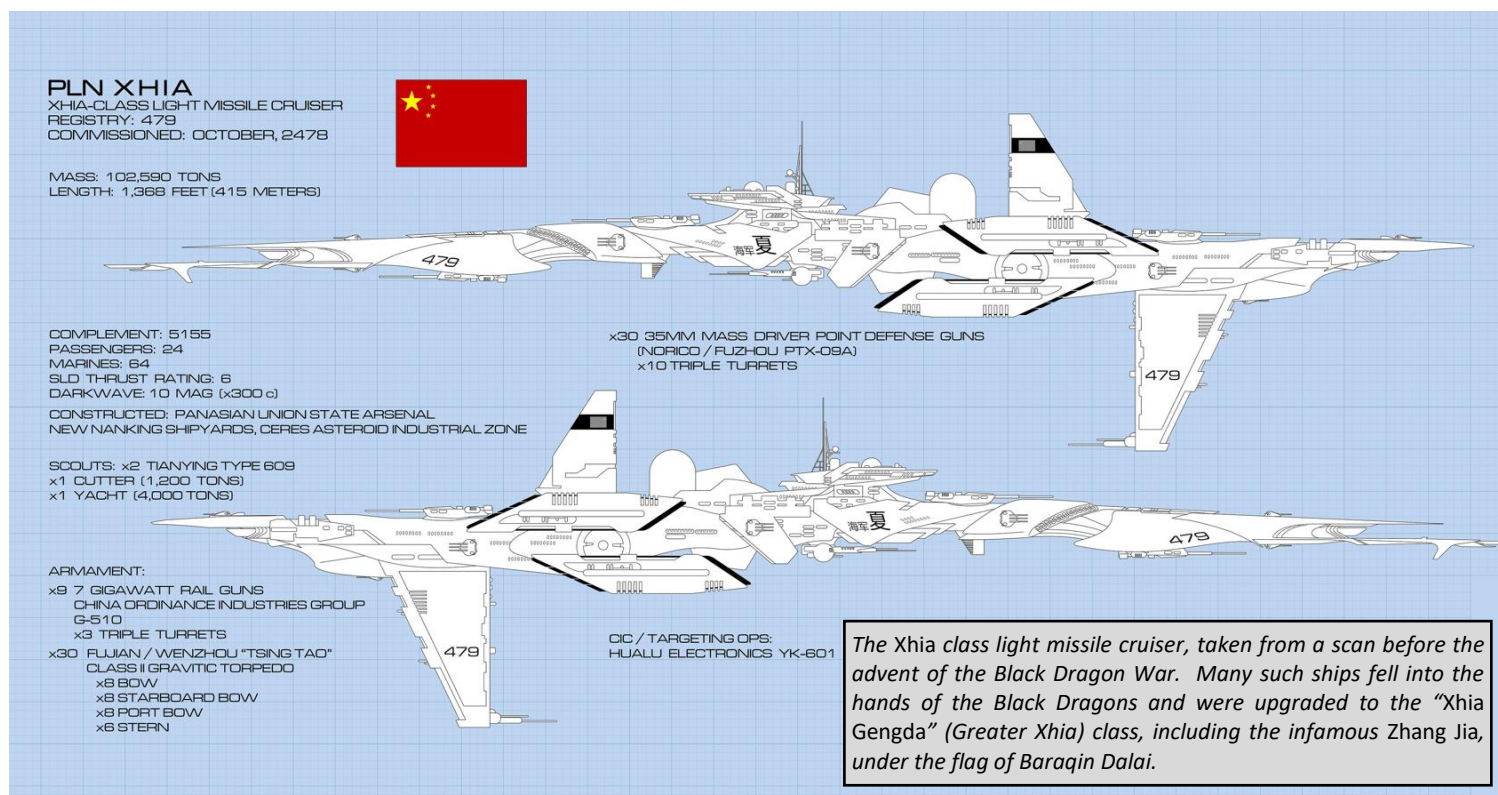 PLN XHIA
XHIA-CLASS LIGHT MISSILE CRUISER
REGISTRY: 479
COMMISSIONED: OCTOBER, 2478
MASS: 102,590 TONS
LENGTH: 1,368 FEET (415 METERS)
479
海军 夏
479
COMPLEMENT: 5155
PASSENGERS: 24
MARINES: 64
SLD THRUST RATING: 6
DARKWAVE: 10 MAG (x300 c)
CONSTRUCTED: PANASIAN UNION STATE ARSENAL
NEW NANKING SHIPYARDS, CERES ASTEROID INDUSTRIAL ZONE
x30 35MM MASS DRIVER POINT DEFENSE GUNS
(NORICO / FUZHOU PTX-09A)
x10 TRIPLE TURRETS
SCOUTS: x2 TIANYING TYPE 609
x1 CUTTER (1,200 TONS)
x1 YACHT (4,000 TONS)
海军 夏
479
479
ARMAMENT:
x9 7 GIGAWATT RAIL GUNS
CHINA ORDINANCE INDUSTRIES GROUP
G-510
x3 TRIPLE TURRETS
x30 FUJIAN / WENZHOU "TSING TAO"
CLASS II GRAVITIC TORPEDO
x8 BOW
x8 STARBOARD BOW
x8 PORT BOW
x6 STERN
CIC / TARGETING OPS:
HUALU ELECTRONICS YK-601
The Xhia class light missile cruiser, taken from a scan before the
advent of the Black Dragon War. Many such ships fell into the
hands of the Black Dragons and were upgraded to the “Xhia
Gengda” (Greater Xhia) class, including the infamous Zhang Jia,
under the flag of Baraqin Dalai.